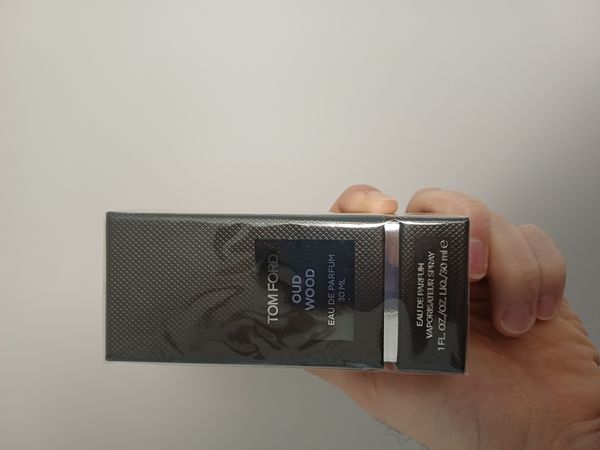 TOM FORD
OUD
WOOD
EAU DE PARFUM
30 ML
EAU DE PARFUM
VAPORISATEUR SPRAY
1 FL. OZ./OZ. LIQ./30 ml ℮